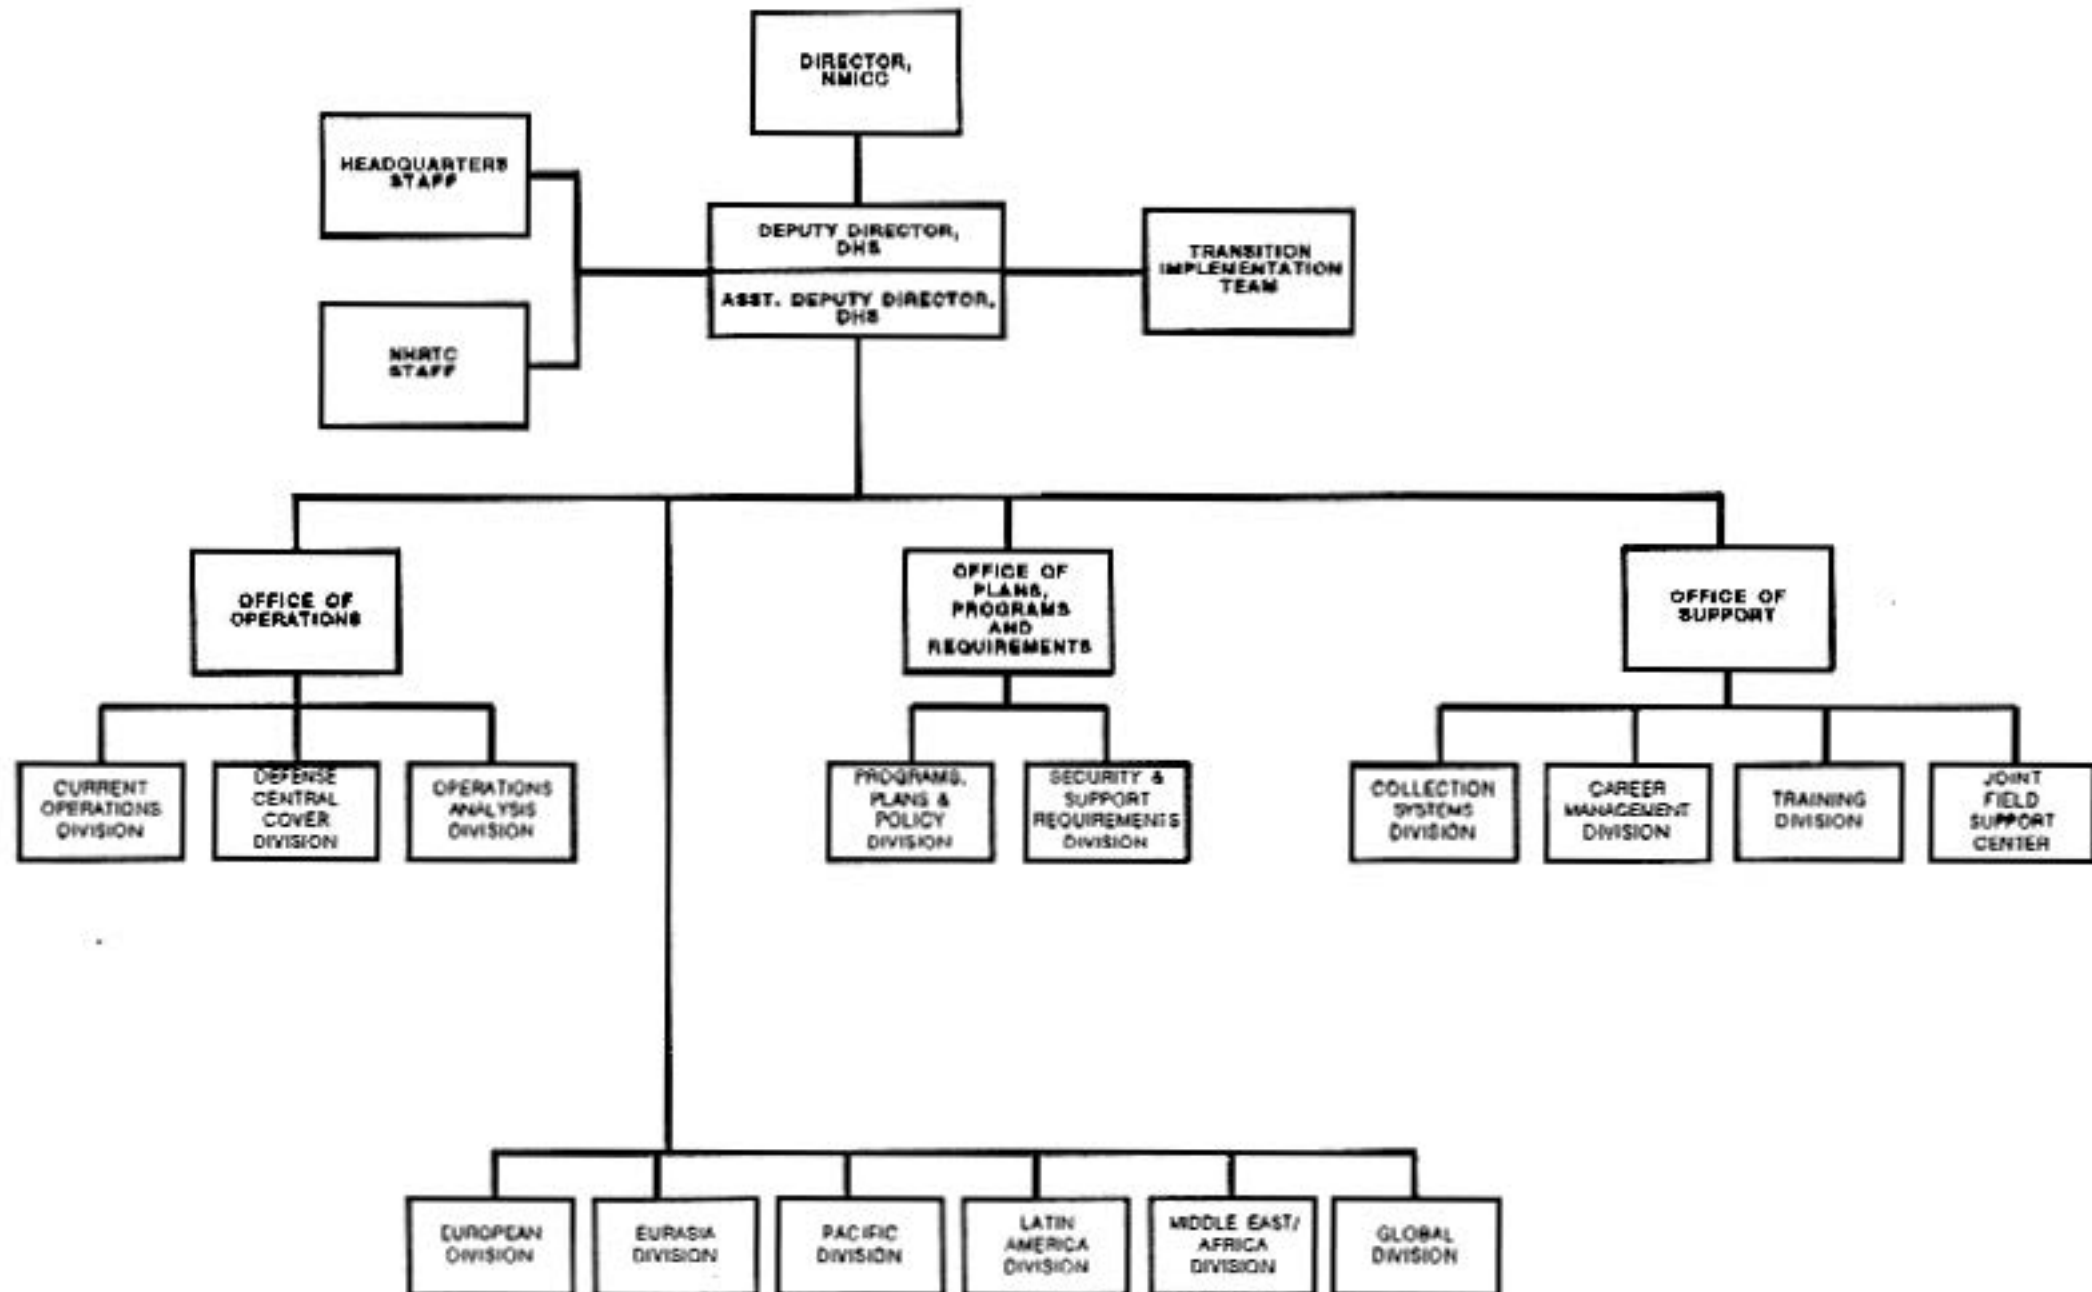 DIRECTOR,
NMICC
HEADQUARTERS
STAFF
DEPUTY DIRECTOR,
DHS
ASST. DEPUTY DIRECTOR,
DHS
TRANSITION
IMPLEMENTATION
TEAM
NHRTC
STAFF
OFFICE OF
OPERATIONS
OFFICE OF
PLANS,
PROGRAMS
AND
REQUIREMENTS
OFFICE OF
SUPPORT
CURRENT
OPERATIONS
DIVISION
DEFENSE
CENTRAL
COVER
DIVISION
OPERATIONS
ANALYSIS
DIVISION
PROGRAMS,
PLANS &
POLICY
DIVISION
SECURITY &
SUPPORT
REQUIREMENTS
DIVISION
COLLECTION
SYSTEMS
DIVISION
CAREER
MANAGEMENT
DIVISION
TRAINING
DIVISION
JOINT
FIELD
SUPPORT
CENTER
EUROPEAN
DIVISION
EURASIA
DIVISION
PACIFIC
DIVISION
LATIN
AMERICA
DIVISION
MIDDLE EAST/
AFRICA
DIVISION
GLOBAL
DIVISION